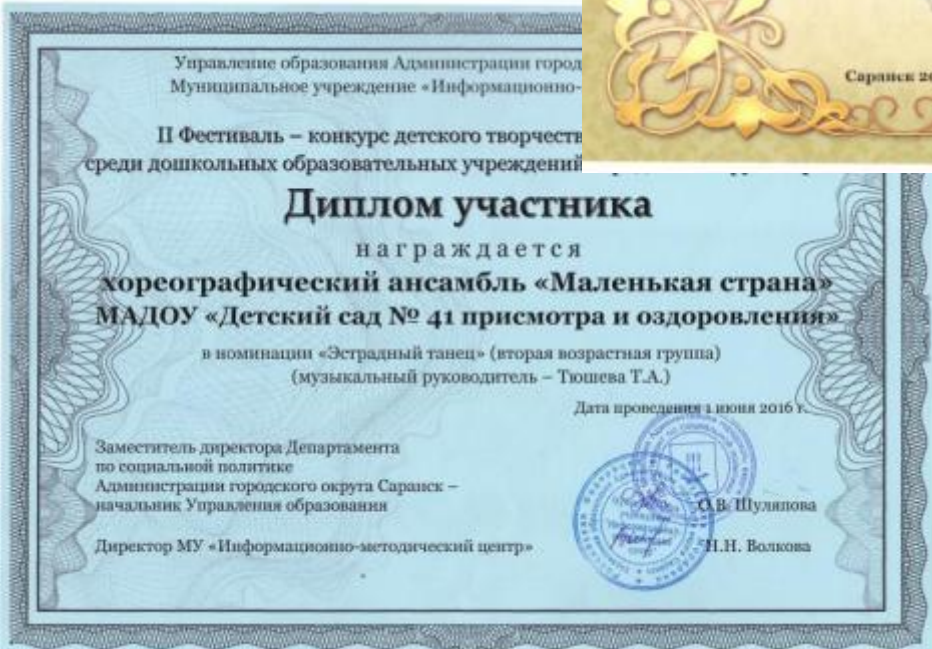 Саранск 20
Управление образования Администрации город
Муниципальное учреждение «Информационно-
II Фестиваль – конкурс детского творчеств
среди дошкольных образовательных учреждений
Диплом участника
награждается
хореографический ансамбль «Маленькая страна»
МАДОУ «Детский сад № 41 присмотра и оздоровления»
в номинации «Эстрадный танец» (вторая возрастная группа)
(музыкальный руководитель – Тюшева Т.А.)
Дата проведения 1 июня 2016 г.
Заместитель директора Департамента
по социальной политике
Администрации городского округа Саранск –
начальник Управления образования
О.В. Шуляпова
Директор МУ «Информационно-методический центр»
Н.Н. Волкова